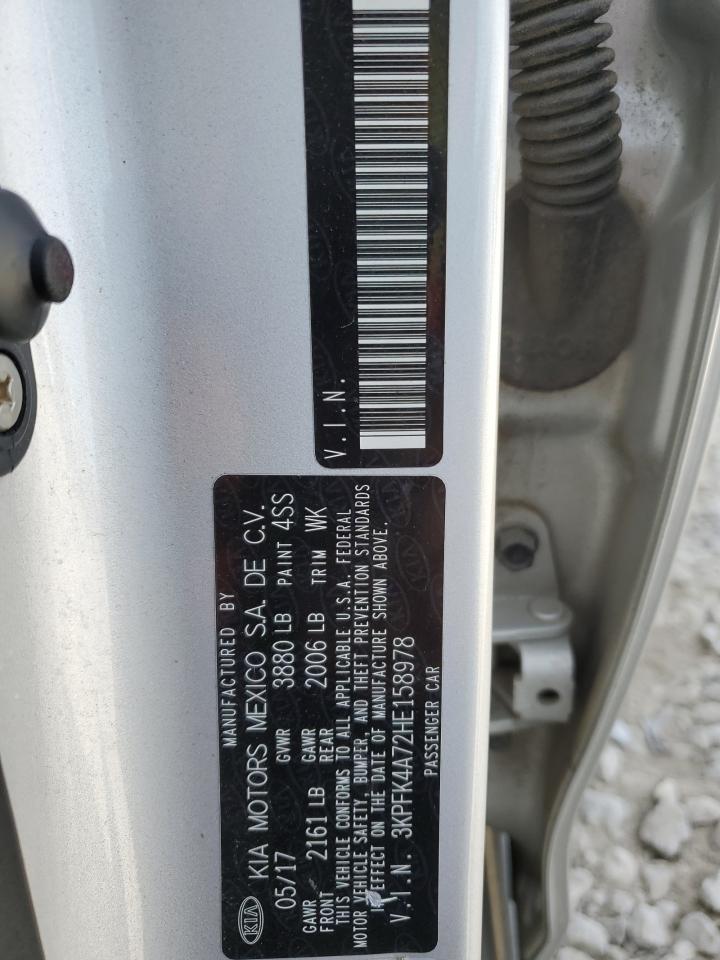 V.I.N.
MANUFACTURED BY
KIA KIA MOTORS MEXICO S.A. DE C.V.
05/17 GVWR 3880 LB PAINT 4SS
GAWR FRONT 2161 LB GAWR REAR 2006 LB TRIM WK
THIS VEHICLE CONFORMS TO ALL APPLICABLE U.S.A. FEDERAL
MOTOR VEHICLE SAFETY, BUMPER, AND THEFT PREVENTION STANDARDS
IN EFFECT ON THE DATE OF MANUFACTURE SHOWN ABOVE.
V.I.N. 3KPFK4A72HE158978
PASSENGER CAR